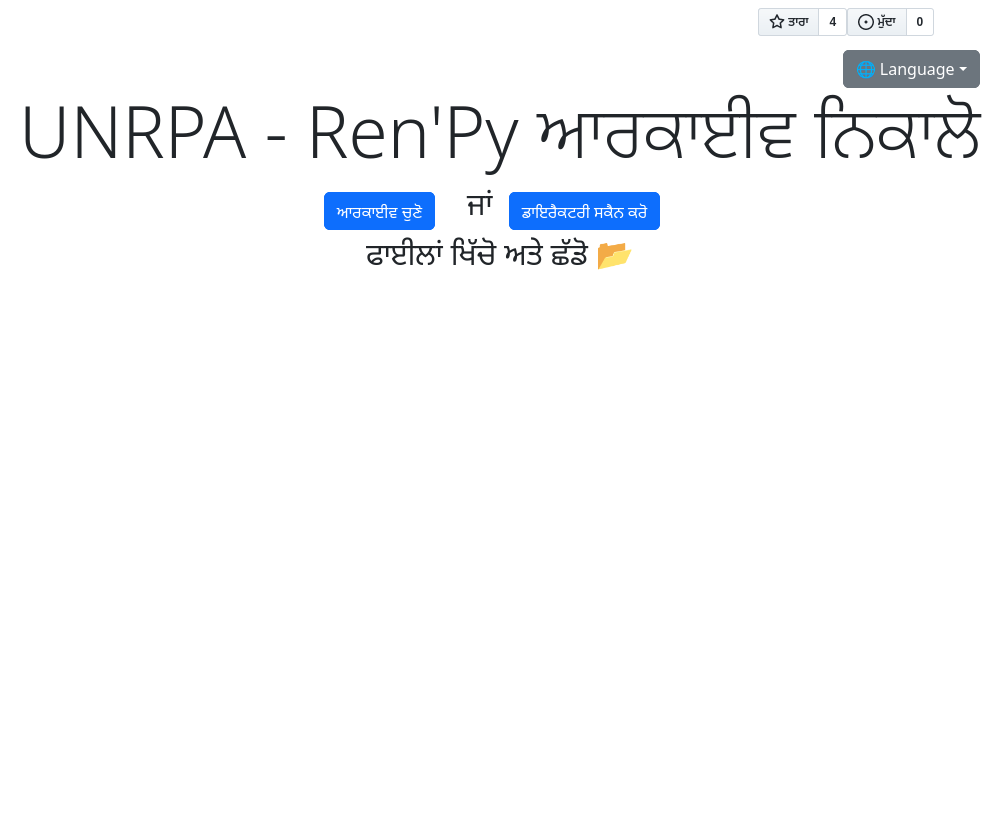 ਤਾਰਾ 4 ਮੁੱਦਾ 0
🌐 Language
UNRPA - Ren'Py ਆਰਕਾਈਵ ਨਿਕਾਲੋ
ਆਰਕਾਈਵ ਚੁਣੋ ਜਾਂ ਡਾਇਰੈਕਟਰੀ ਸਕੈਨ ਕਰੋ
ਫਾਈਲਾਂ ਖਿੱਚੋ ਅਤੇ ਛੱਡੋ 📂